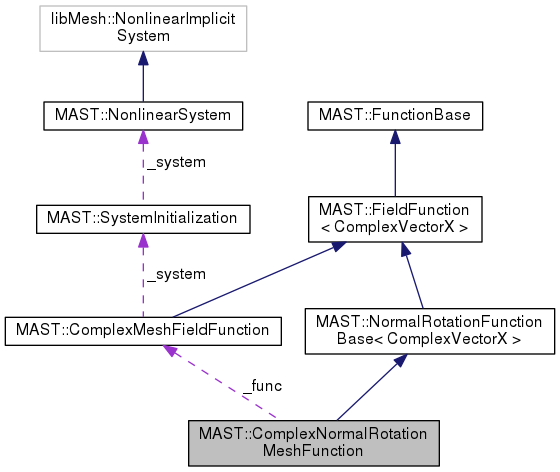 libMesh::NonlinearImplicit
System
MAST::NonlinearSystem
MAST::FunctionBase
_system
MAST::SystemInitialization
MAST::FieldFunction
< ComplexVectorX >
_system
MAST::ComplexMeshFieldFunction
MAST::NormalRotationFunction
Base< ComplexVectorX >
_func
MAST::ComplexNormalRotation
MeshFunction